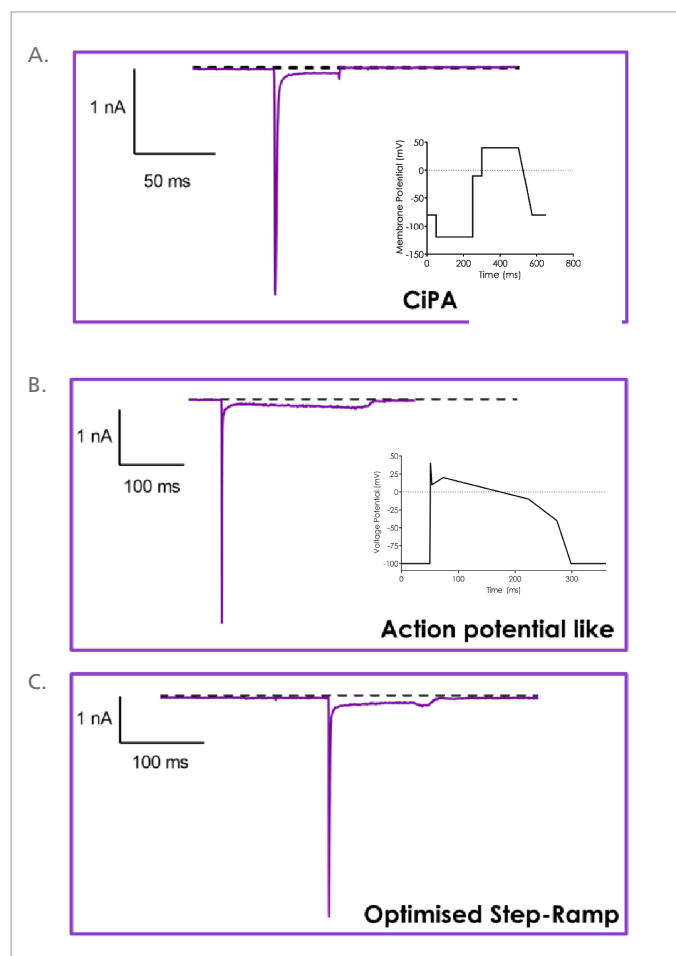 A.
1 nA
50 ms
Membrane Potential (mV)
50
0
-50
-100
-150
0
200
400
600
800
Time (ms)
CiPA
B.
1 nA
100 ms
Voltage Potential (mV)
50
25
0
-25
-50
-75
-100
0
100
200
300
Time (ms)
Action potential like
C.
1 nA
100 ms
Optimised Step-Ramp